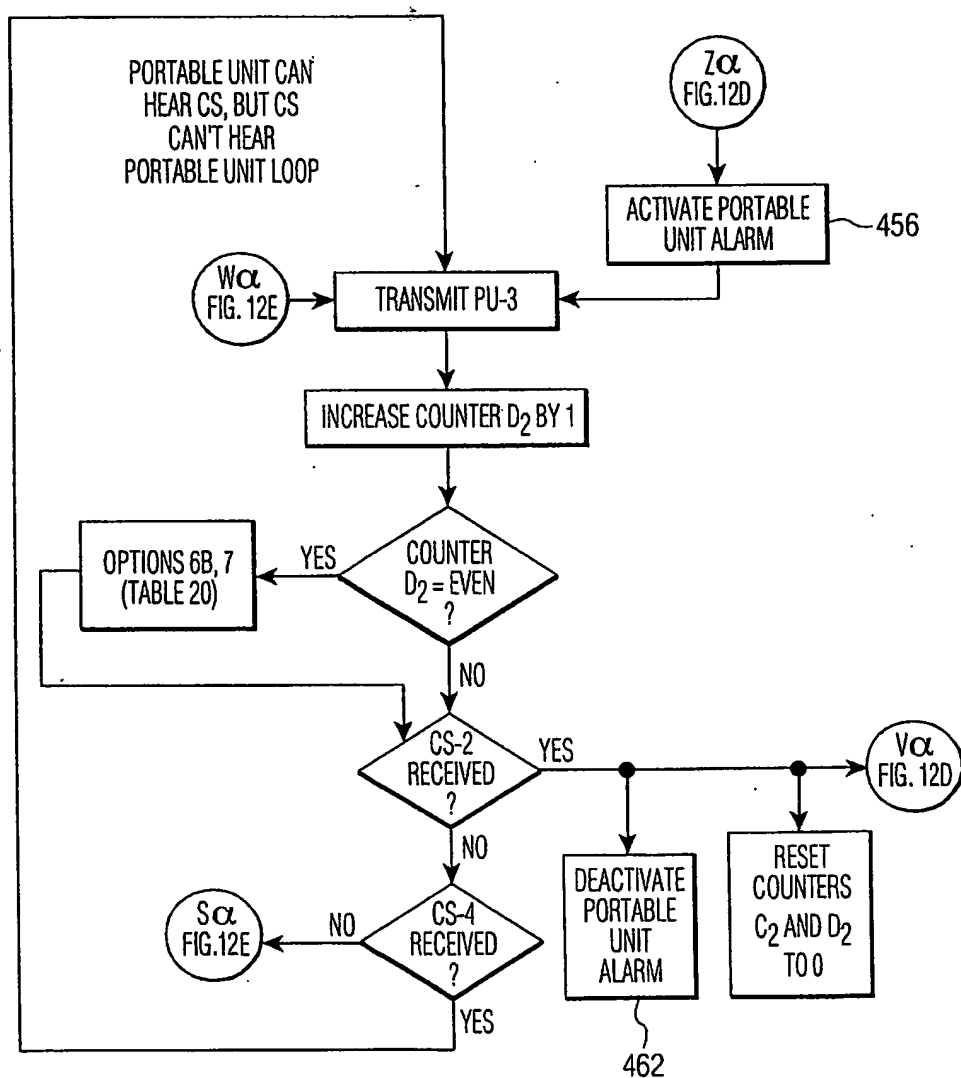 PORTABLE UNIT CAN
HEAR CS, BUT CS
CAN'T HEAR
PORTABLE UNIT LOOP
Zα
FIG.12D
ACTIVATE PORTABLE
UNIT ALARM
456
Wα
FIG. 12E
TRANSMIT PU-3
INCREASE COUNTER D2 BY 1
OPTIONS 6B, 7
(TABLE 20)
YES
COUNTER
D2 = EVEN
?
NO
CS-2
RECEIVED
?
YES
Vα
FIG. 12D
NO
Sα
FIG.12E
NO
CS-4
RECEIVED
?
YES
DEACTIVATE
PORTABLE
UNIT
ALARM
462
RESET
COUNTERS
C2 AND D2
TO 0